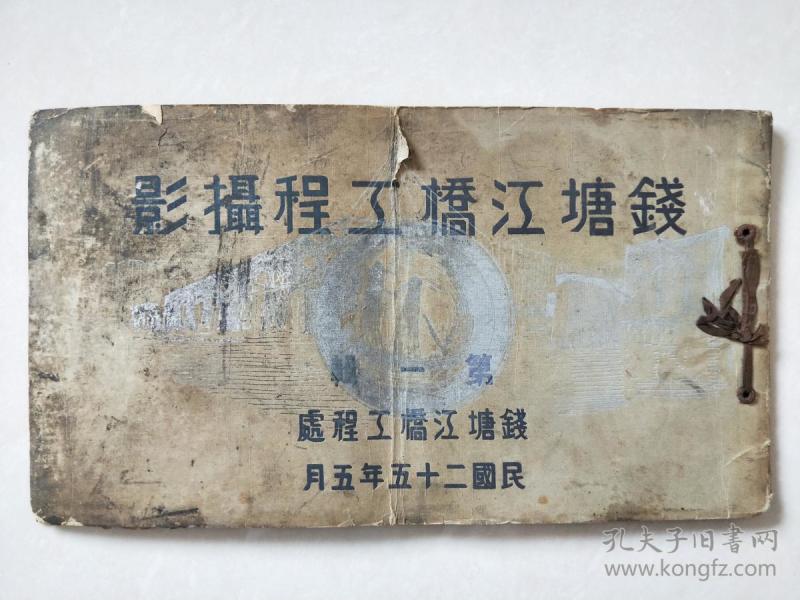 錢塘江橋工程攝影
第一輯
錢塘江橋工程處
民國二十五年五月
孔夫子旧書网
www.kongfz.com